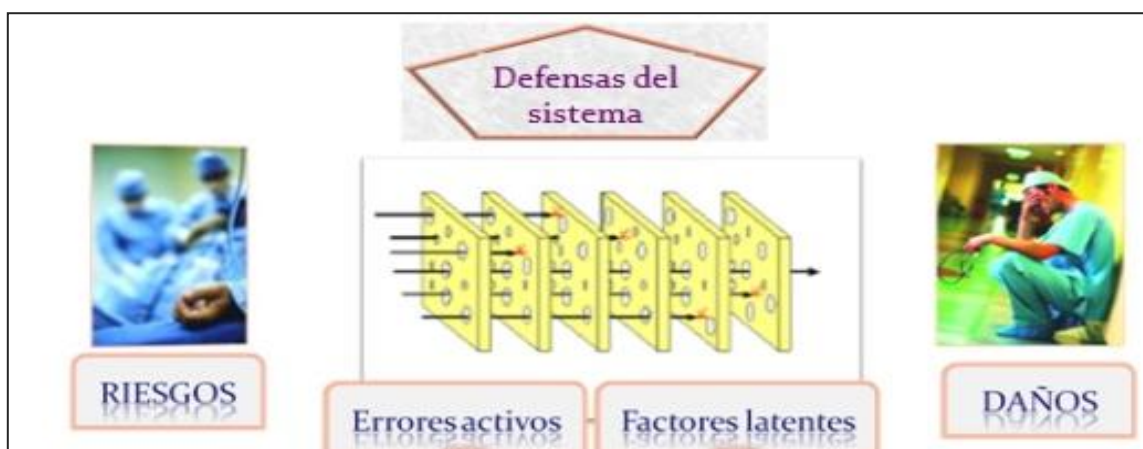 Defensas del
sistema
RIESGOS
Errores activos
Factores latentes
DAÑOS